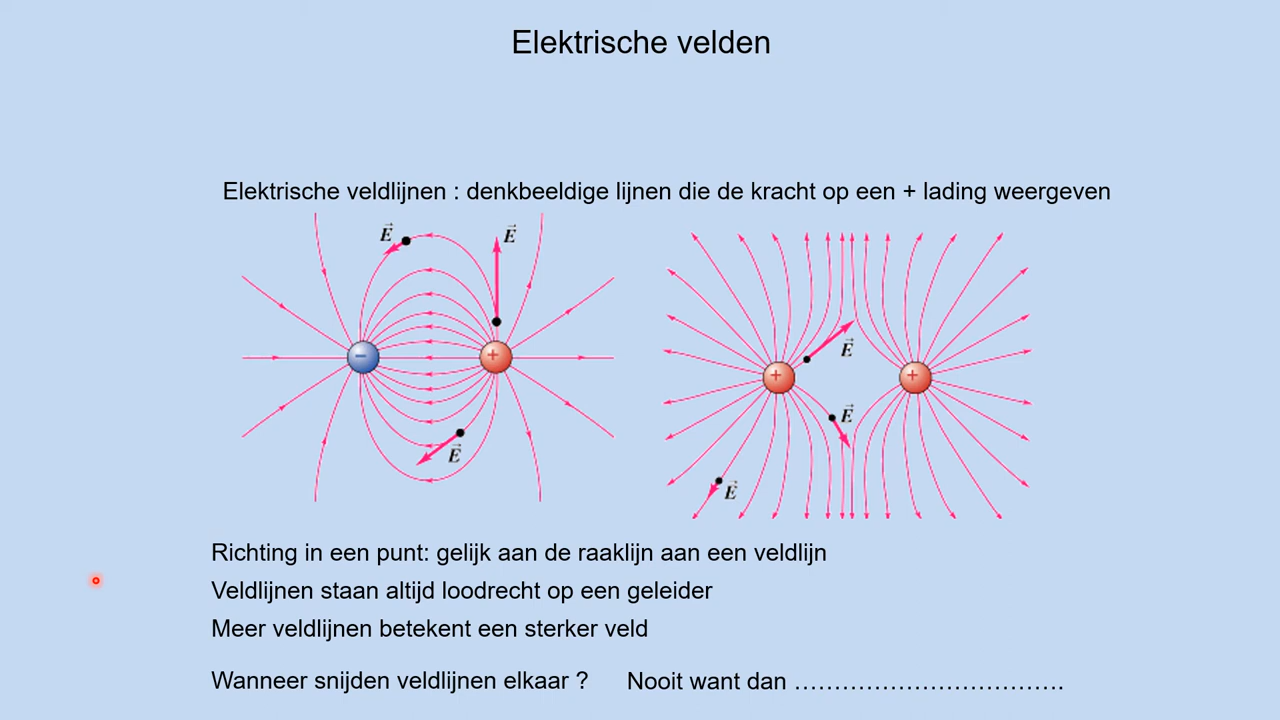 Elektrische velden
Elektrische veldlijnen : denkbeeldige lijnen die de kracht op een + lading weergeven
E⃗
E⃗
− +
E⃗
E⃗
+ +
E⃗
E⃗
Richting in een punt: gelijk aan de raaklijn aan een veldlijn
Veldlijnen staan altijd loodrecht op een geleider
Meer veldlijnen betekent een sterker veld
Wanneer snijden veldlijnen elkaar ? Nooit want dan …………………………….